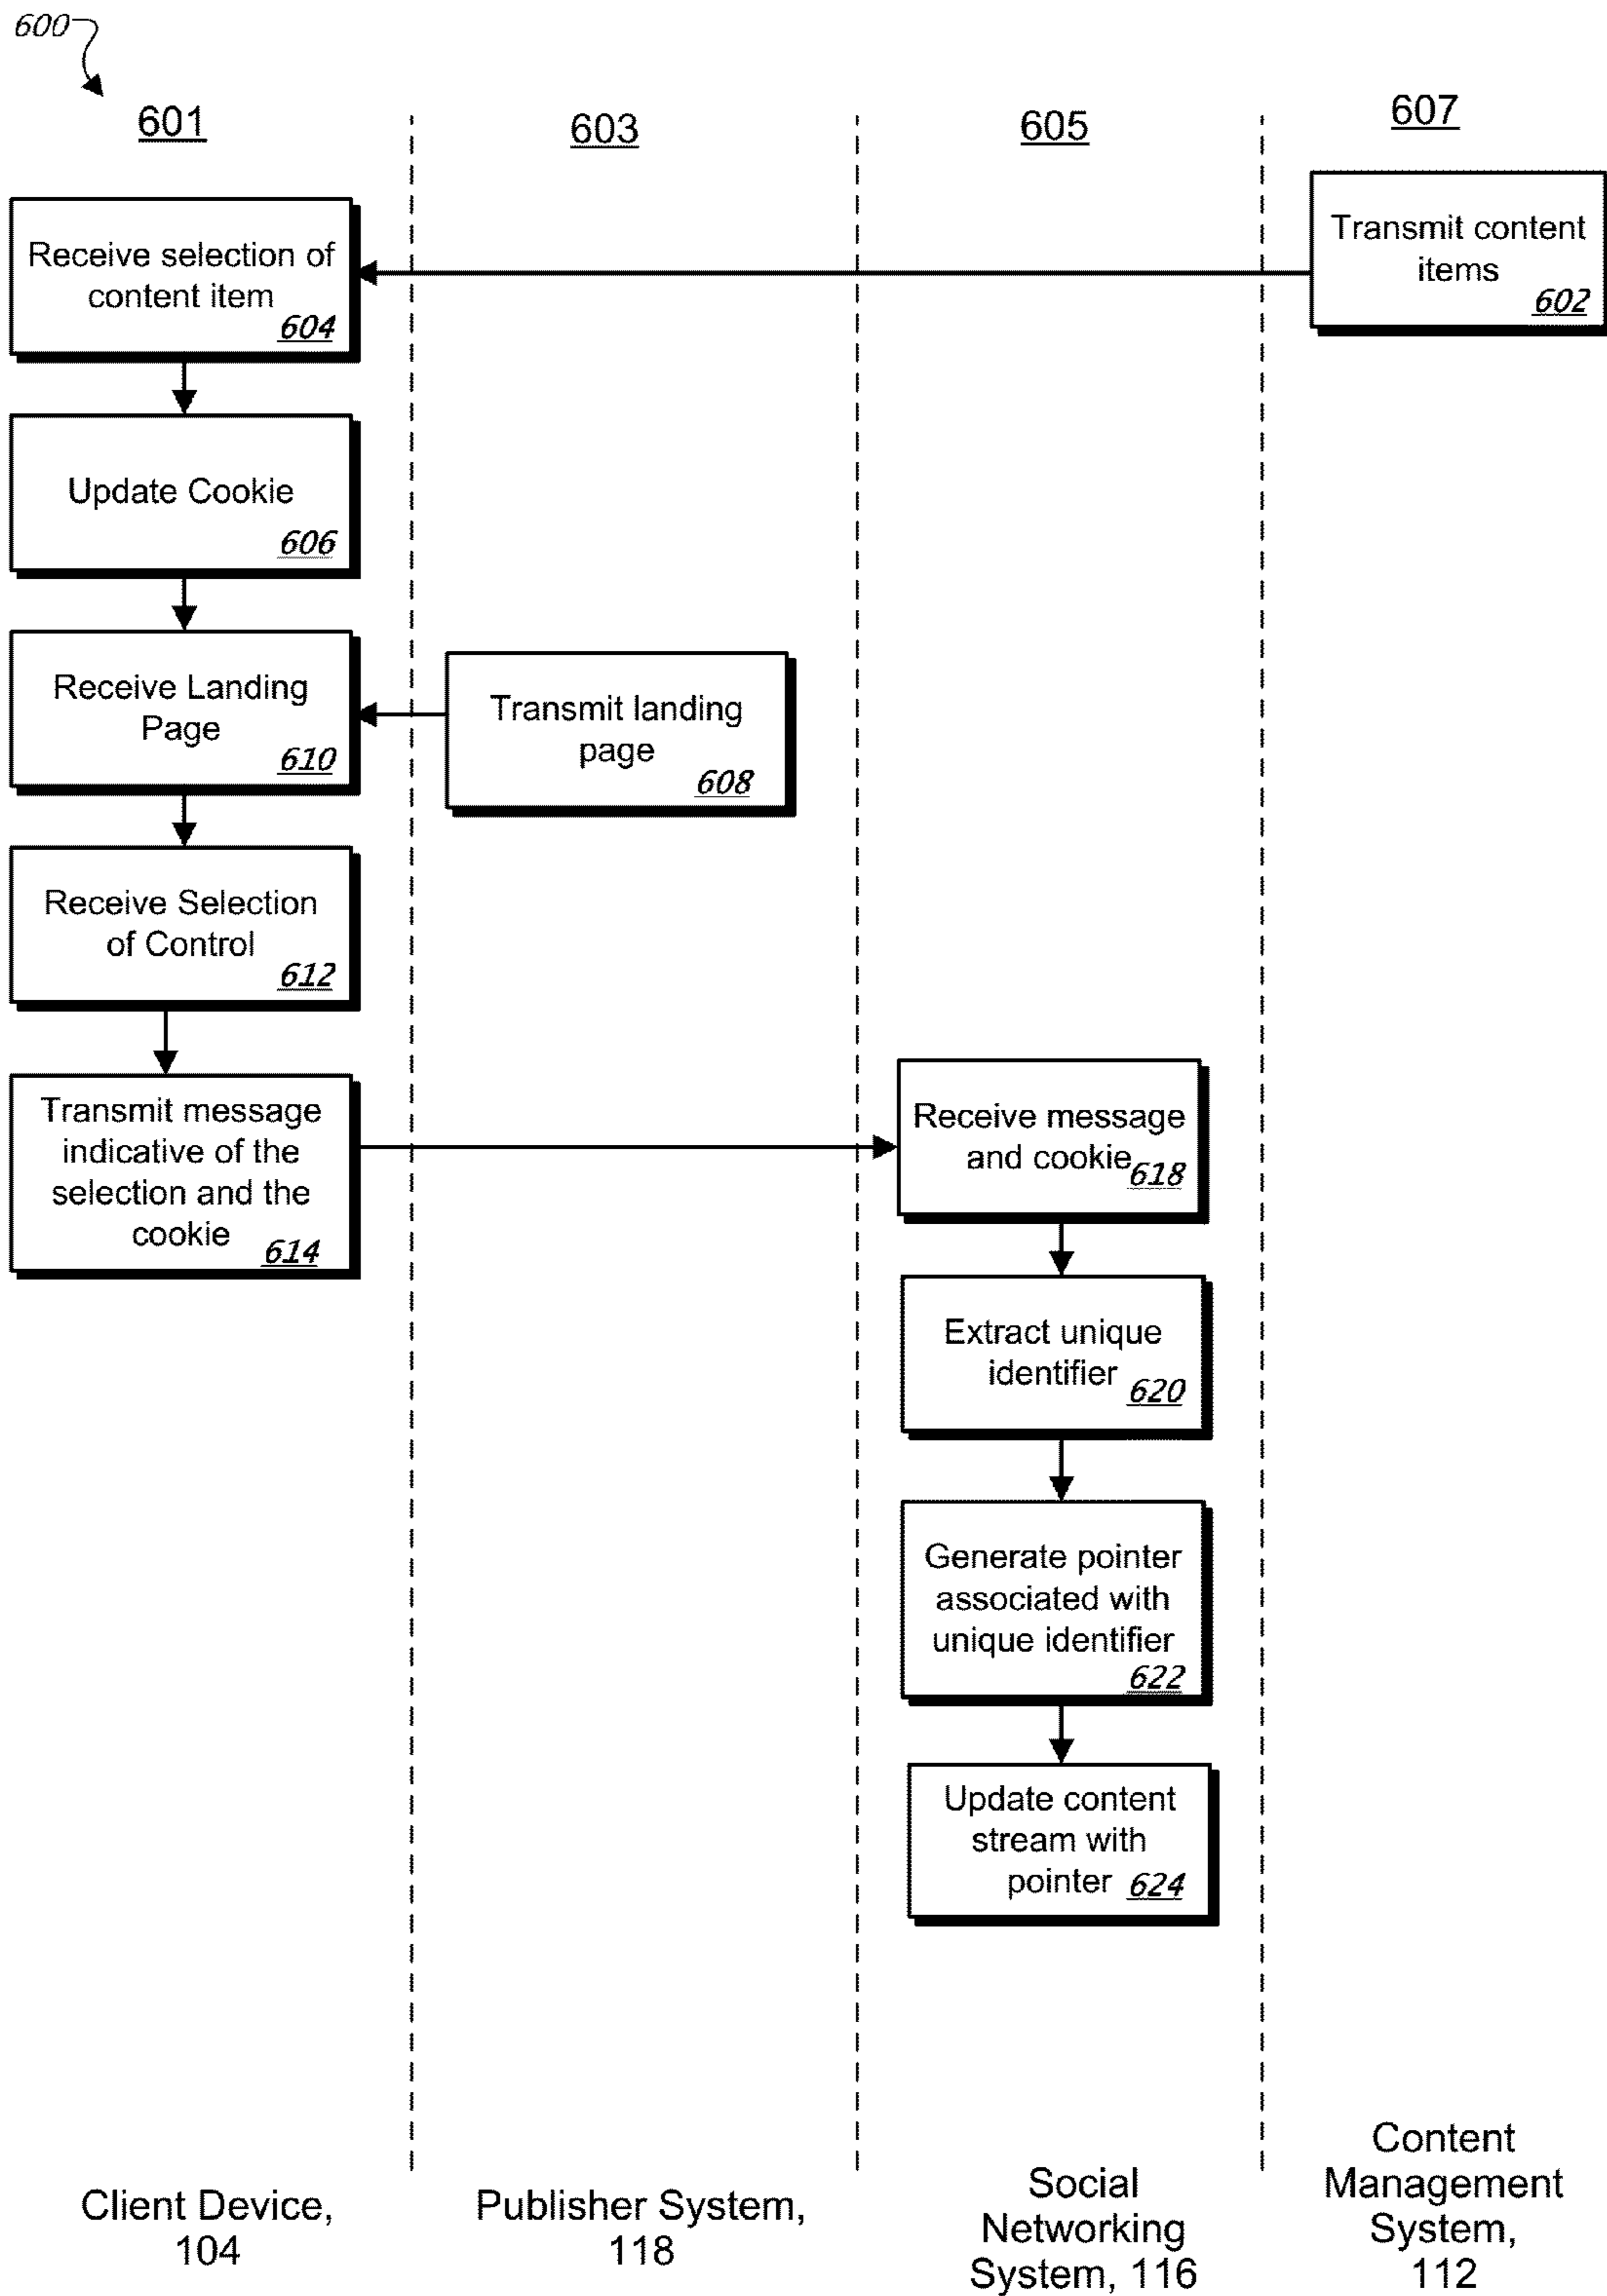 600
601
603
605
607
Transmit content
items
602
Receive selection of
content item
604
Update Cookie
606
Receive Landing
Page
610
Transmit landing
page
608
Receive Selection
of Control
612
Transmit message
indicative of the
selection and the
cookie
614
Receive message
and cookie
618
Extract unique
identifier
620
Generate pointer
associated with
unique identifier
622
Update content
stream with
pointer 624
Client Device,
104
Publisher System,
118
Social
Networking
System, 116
Content
Management
System,
112